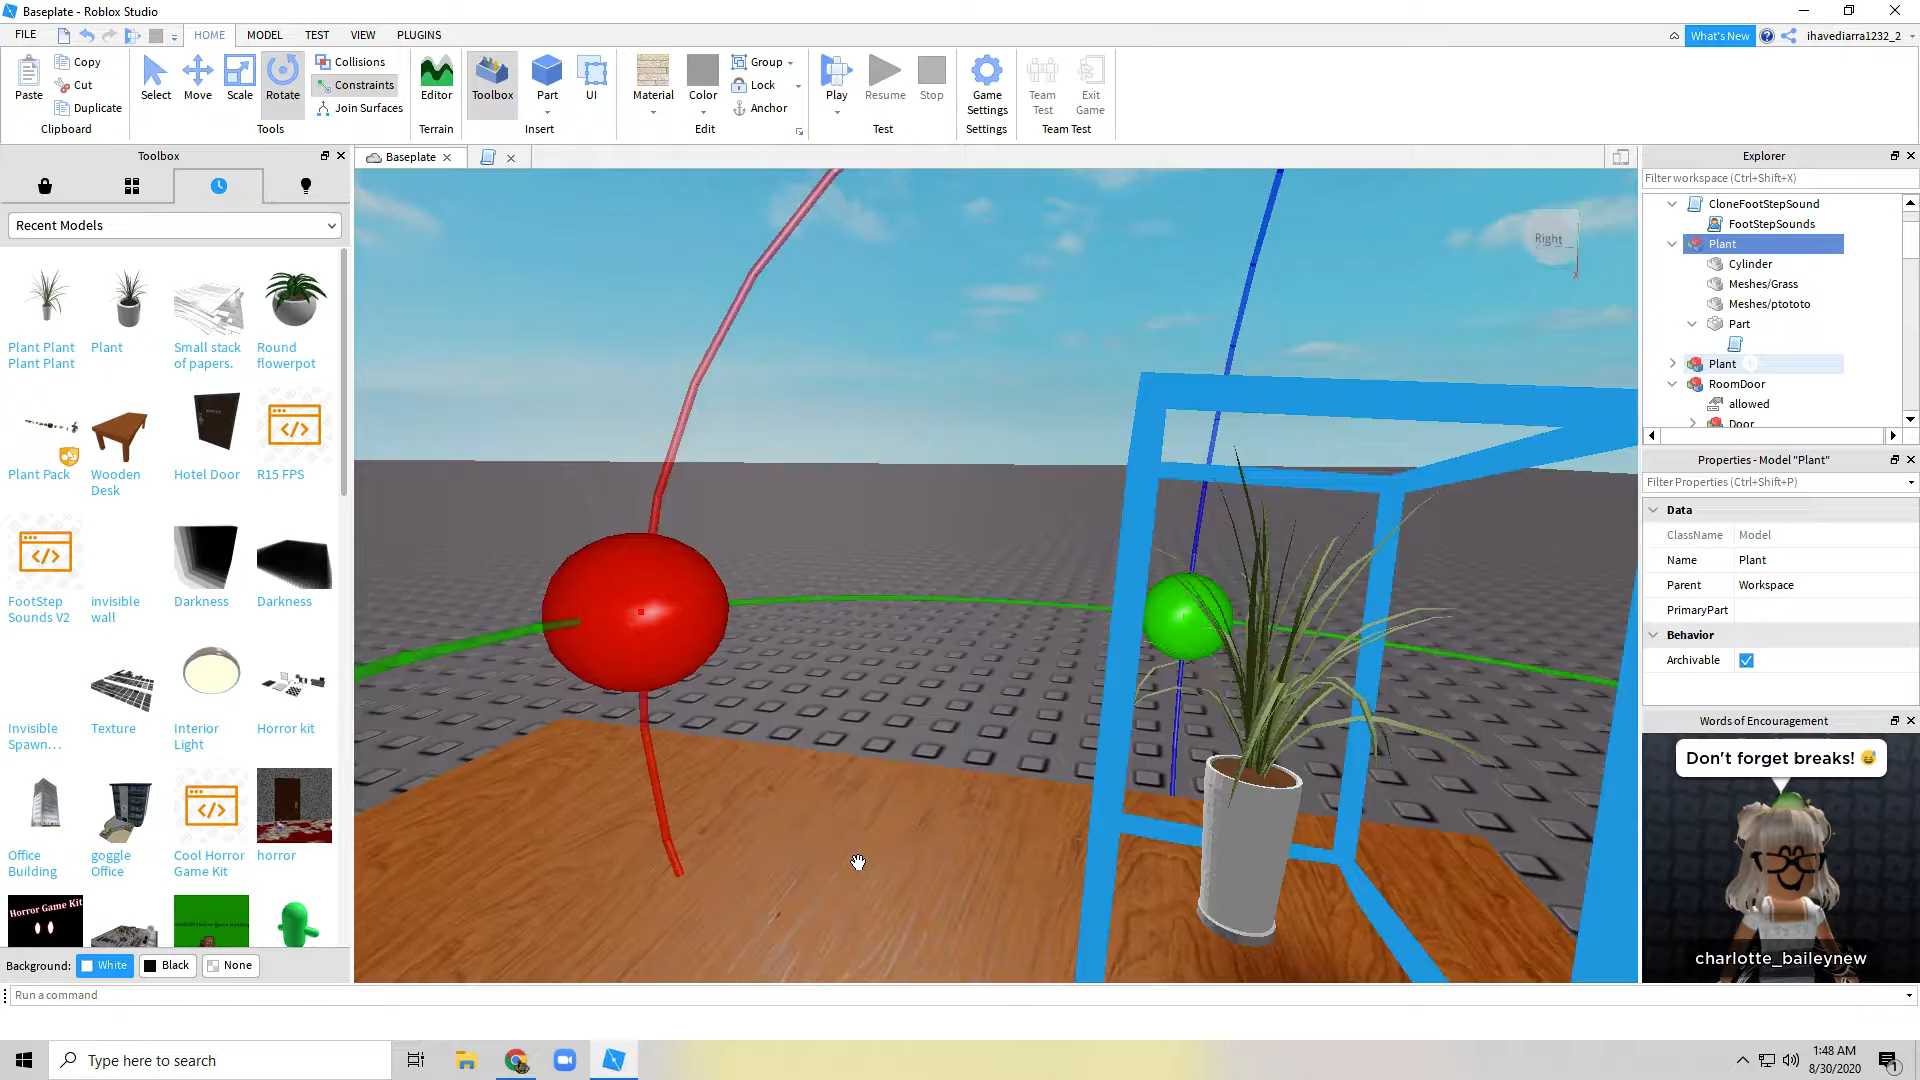 Baseplate - Roblox Studio
FILE
HOME
MODEL
TEST
VIEW
PLUGINS
What's New
ihavediarra1232_2
Paste
Copy
Cut
Duplicate
Clipboard
Select
Move
Scale
Rotate
Collisions
Constraints
Join Surfaces
Tools
Editor
Terrain
Toolbox
Part
UI
Insert
Material
Color
Group
Lock
Anchor
Edit
Play
Resume
Stop
Test
Game
Settings
Settings
Team
Test
Exit
Game
Team Test
Toolbox
Baseplate
Recent Models
Plant Plant
Plant Plant
Plant
Small stack
of papers.
Round
flowerpot
Plant Pack
Wooden
Desk
Hotel Door
R15 FPS
FootStep
Sounds V2
invisible
wall
Darkness
Darkness
Invisible
Spawn...
Texture
Interior
Light
Horror kit
Office
Building
goggle
Office
Cool Horror
Game Kit
horror
Horror Game Kit
Background:
White
Black
None
Run a command
Right
Explorer
Filter workspace (Ctrl+Shift+X)
CloneFootStepSound
FootStepSounds
Plant
Cylinder
Meshes/Grass
Meshes/ptototo
Part
Plant
RoomDoor
allowed
Door
Properties - Model "Plant"
Filter Properties (Ctrl+Shift+P)
Data
ClassName Model
Name Plant
Parent Workspace
PrimaryPart
Behavior
Archivable
Words of Encouragement
Don't forget breaks! 😅
charlotte_baileynew
Type here to search
1:48 AM
8/30/2020
1